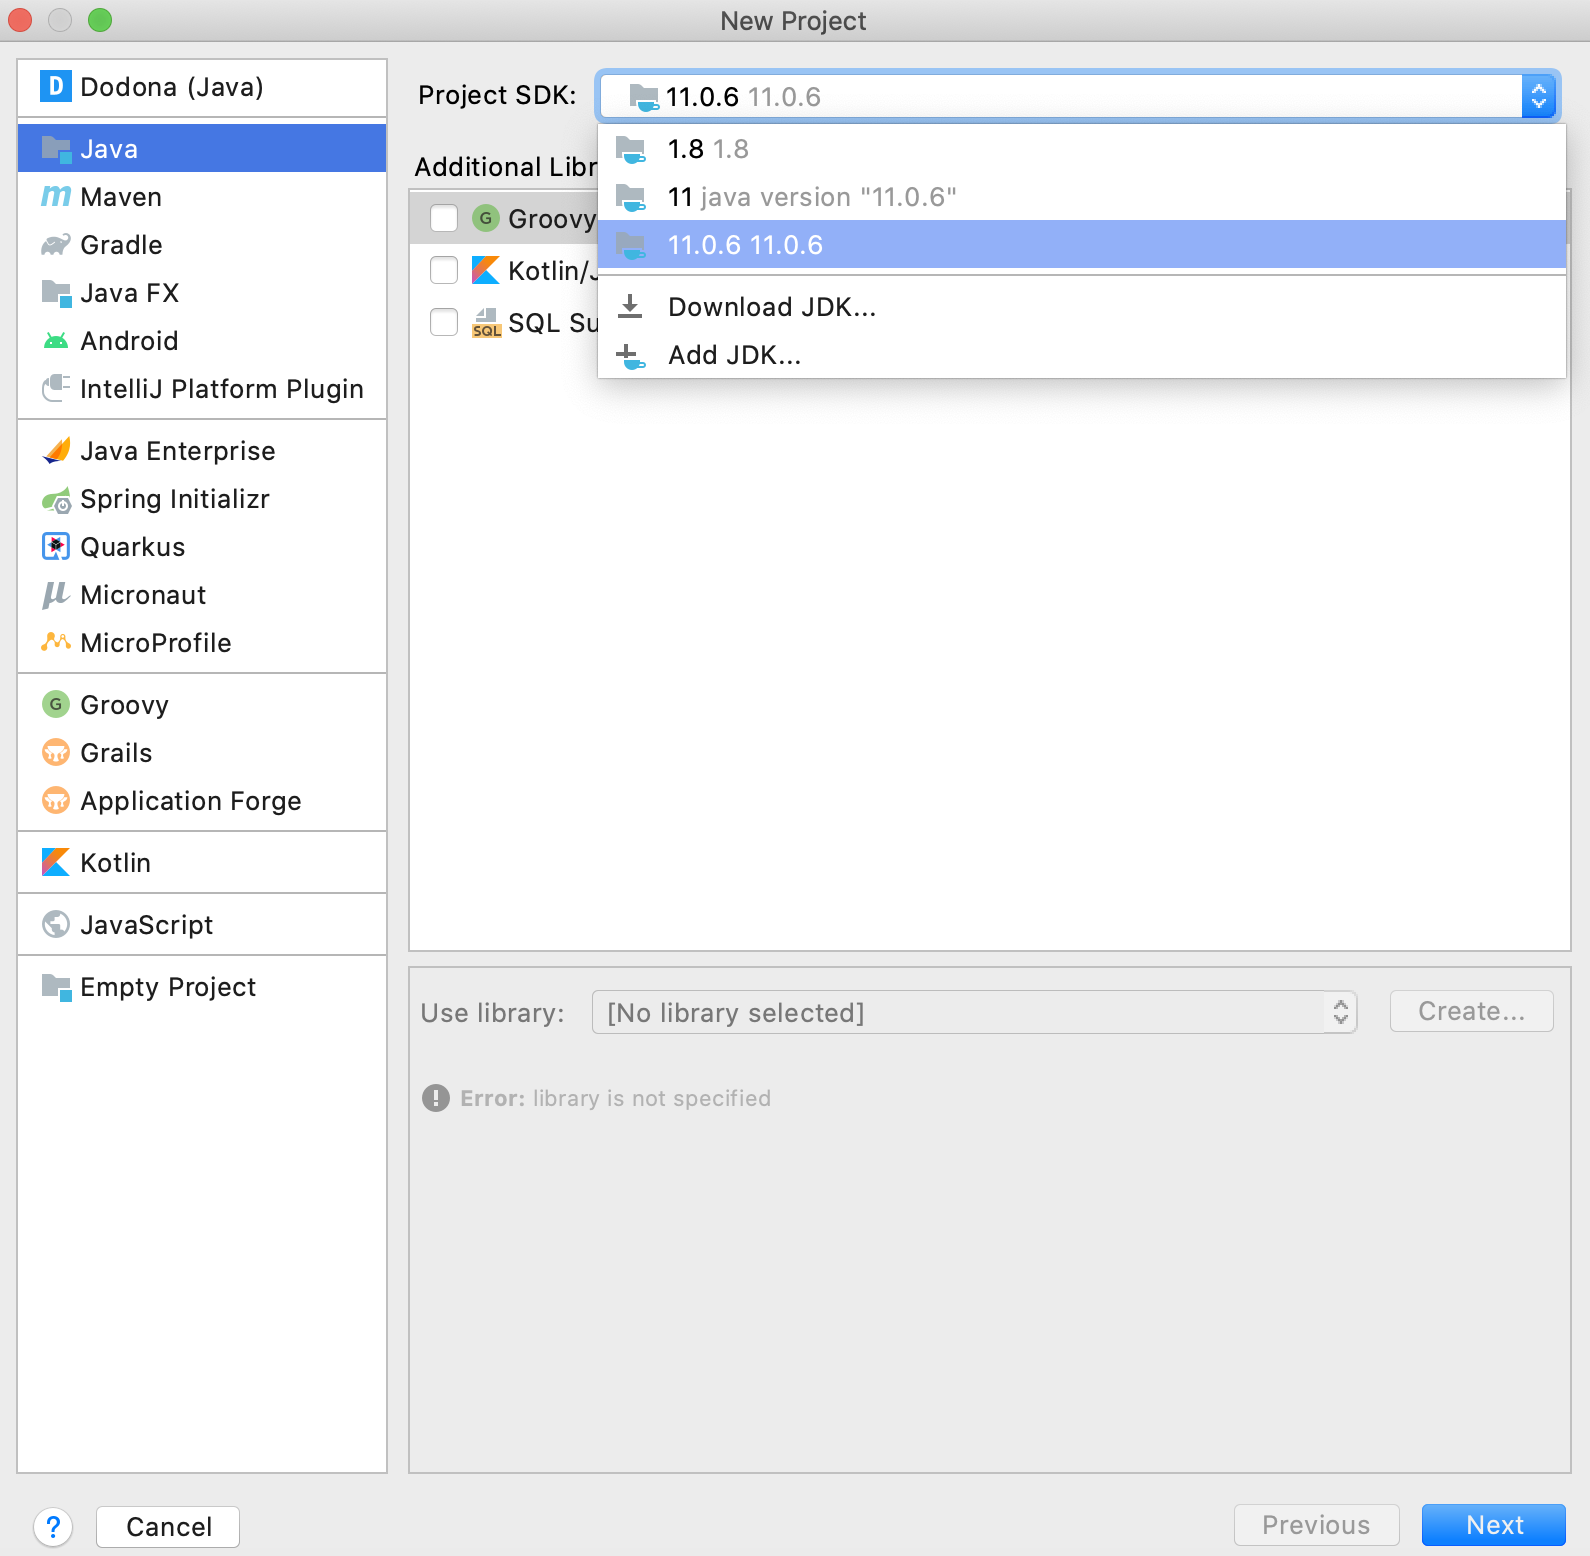 New Project
D Dodona (Java)
Java
m Maven
Gradle
Java FX
Android
IntelliJ Platform Plugin
Java Enterprise
Spring Initializr
Quarkus
μ Micronaut
MicroProfile
G Groovy
Grails
Application Forge
Kotlin
JavaScript
Empty Project
Project SDK: 11.0.6 11.0.6
1.8 1.8
11 java version "11.0.6"
11.0.6 11.0.6
Download JDK...
Add JDK...
Additional Libr
G Groovy
Kotlin/J
SQL SQL Su
Use library: [No library selected] Create...
! Error: library is not specified
? Cancel Previous Next